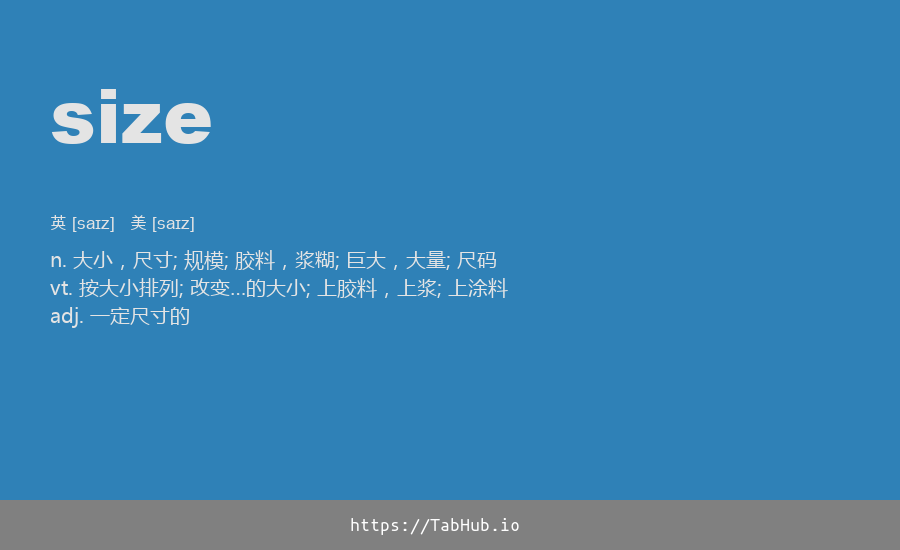 size
英 [saɪz] 美 [saɪz]
n. 大小，尺寸; 规模; 胶料，浆糊; 巨大，大量; 尺码
vt. 按大小排列; 改变...的大小; 上胶料，上浆; 上涂料
adj. 一定尺寸的
https://TabHub.io